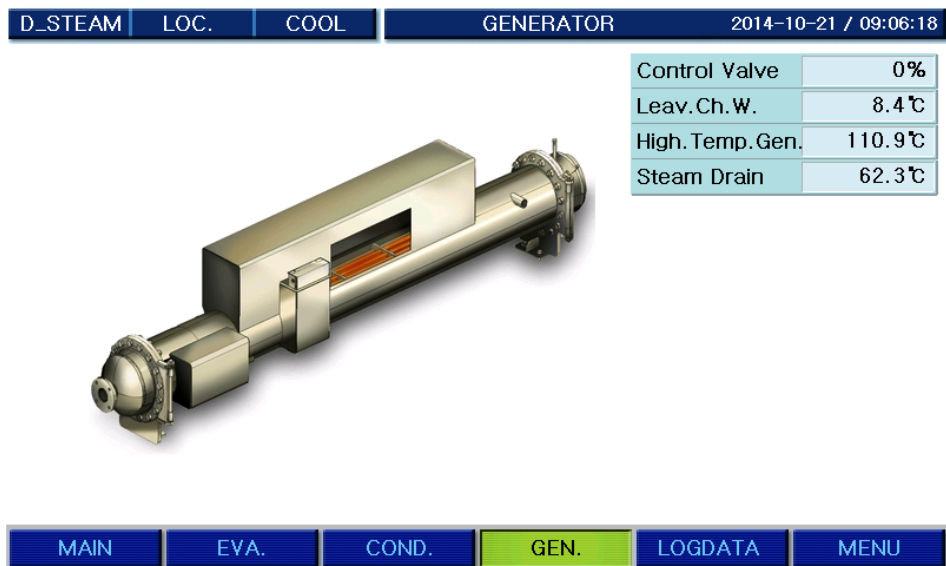 D_STEAM LOC. COOL GENERATOR 2014-10-21 / 09:06:18
Control Valve 0%
Leav.Ch.W. 8.4℃
High.Temp.Gen. 110.9℃
Steam Drain 62.3℃
MAIN EVA. COND. GEN. LOGDATA MENU